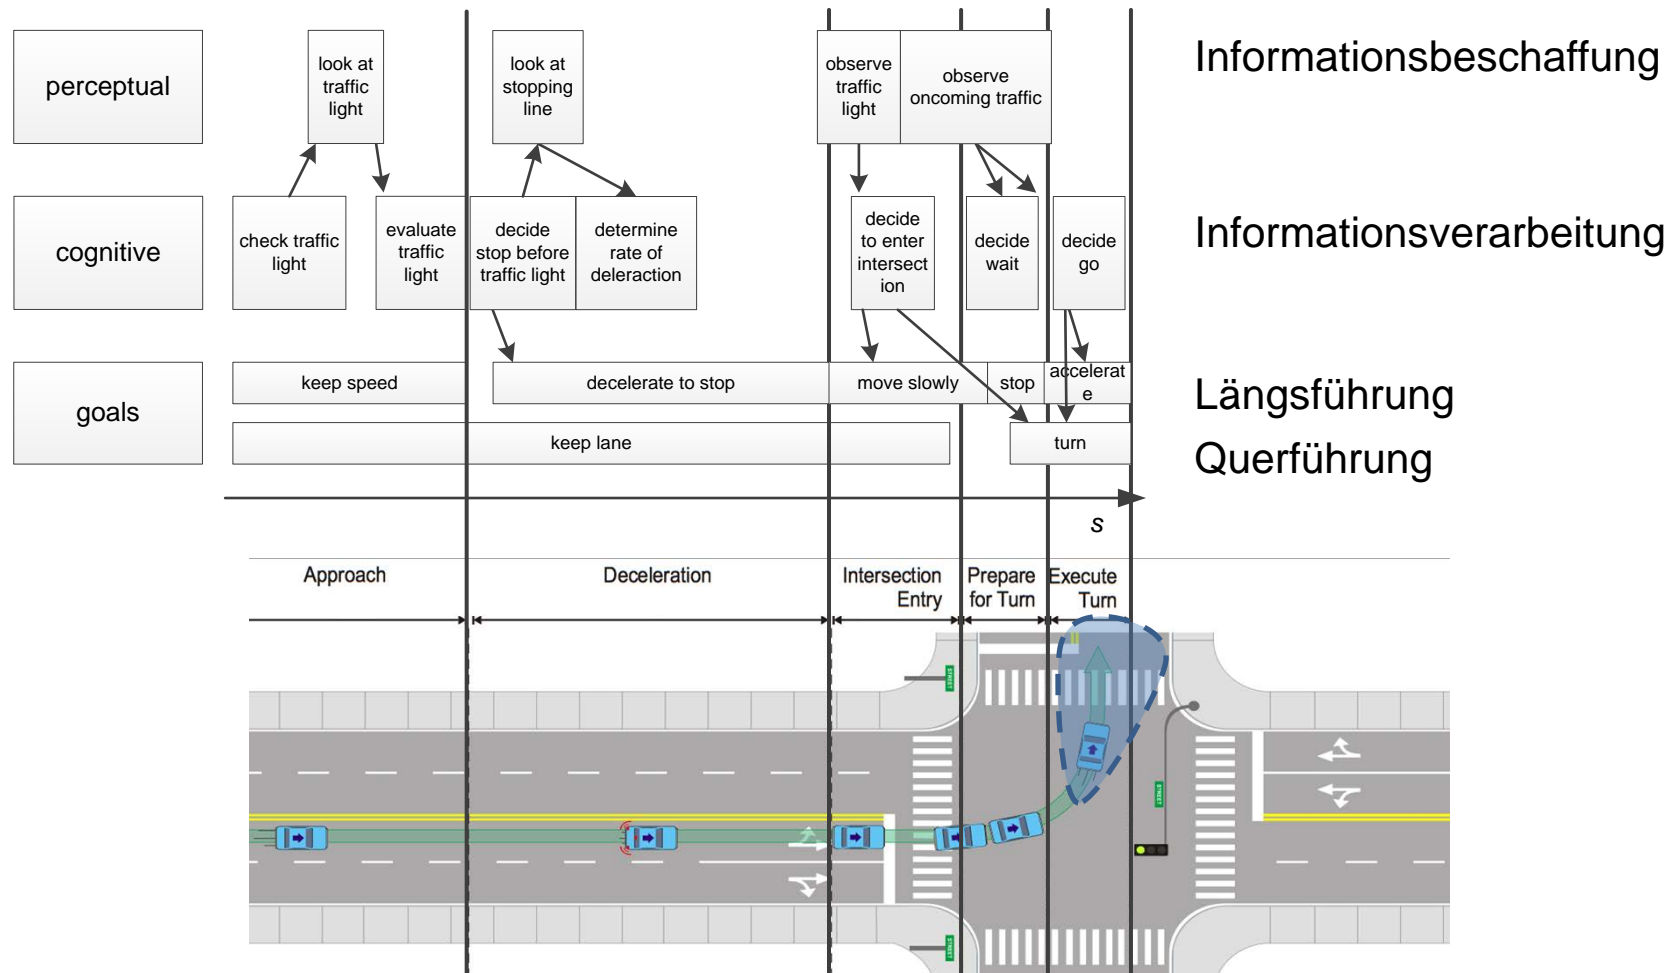 perceptual
look at
traffic
light
look at
stopping
line
observe
traffic
light
observe
oncoming traffic
Informationsbeschaffung
cognitive
check traffic
light
evaluate
traffic
light
decide
stop before
traffic light
determine
rate of
deleraction
decide
to enter
intersect
ion
decide
wait
decide
go
Informationsverarbeitung
goals
keep speed
decelerate to stop
move slowly
stop
accelerat
e
Längsführung
keep lane
turn
Querführung
s
Approach
Deceleration
Intersection
Entry
Prepare
for Turn
Execute
Turn
STREET
STREET
STREET